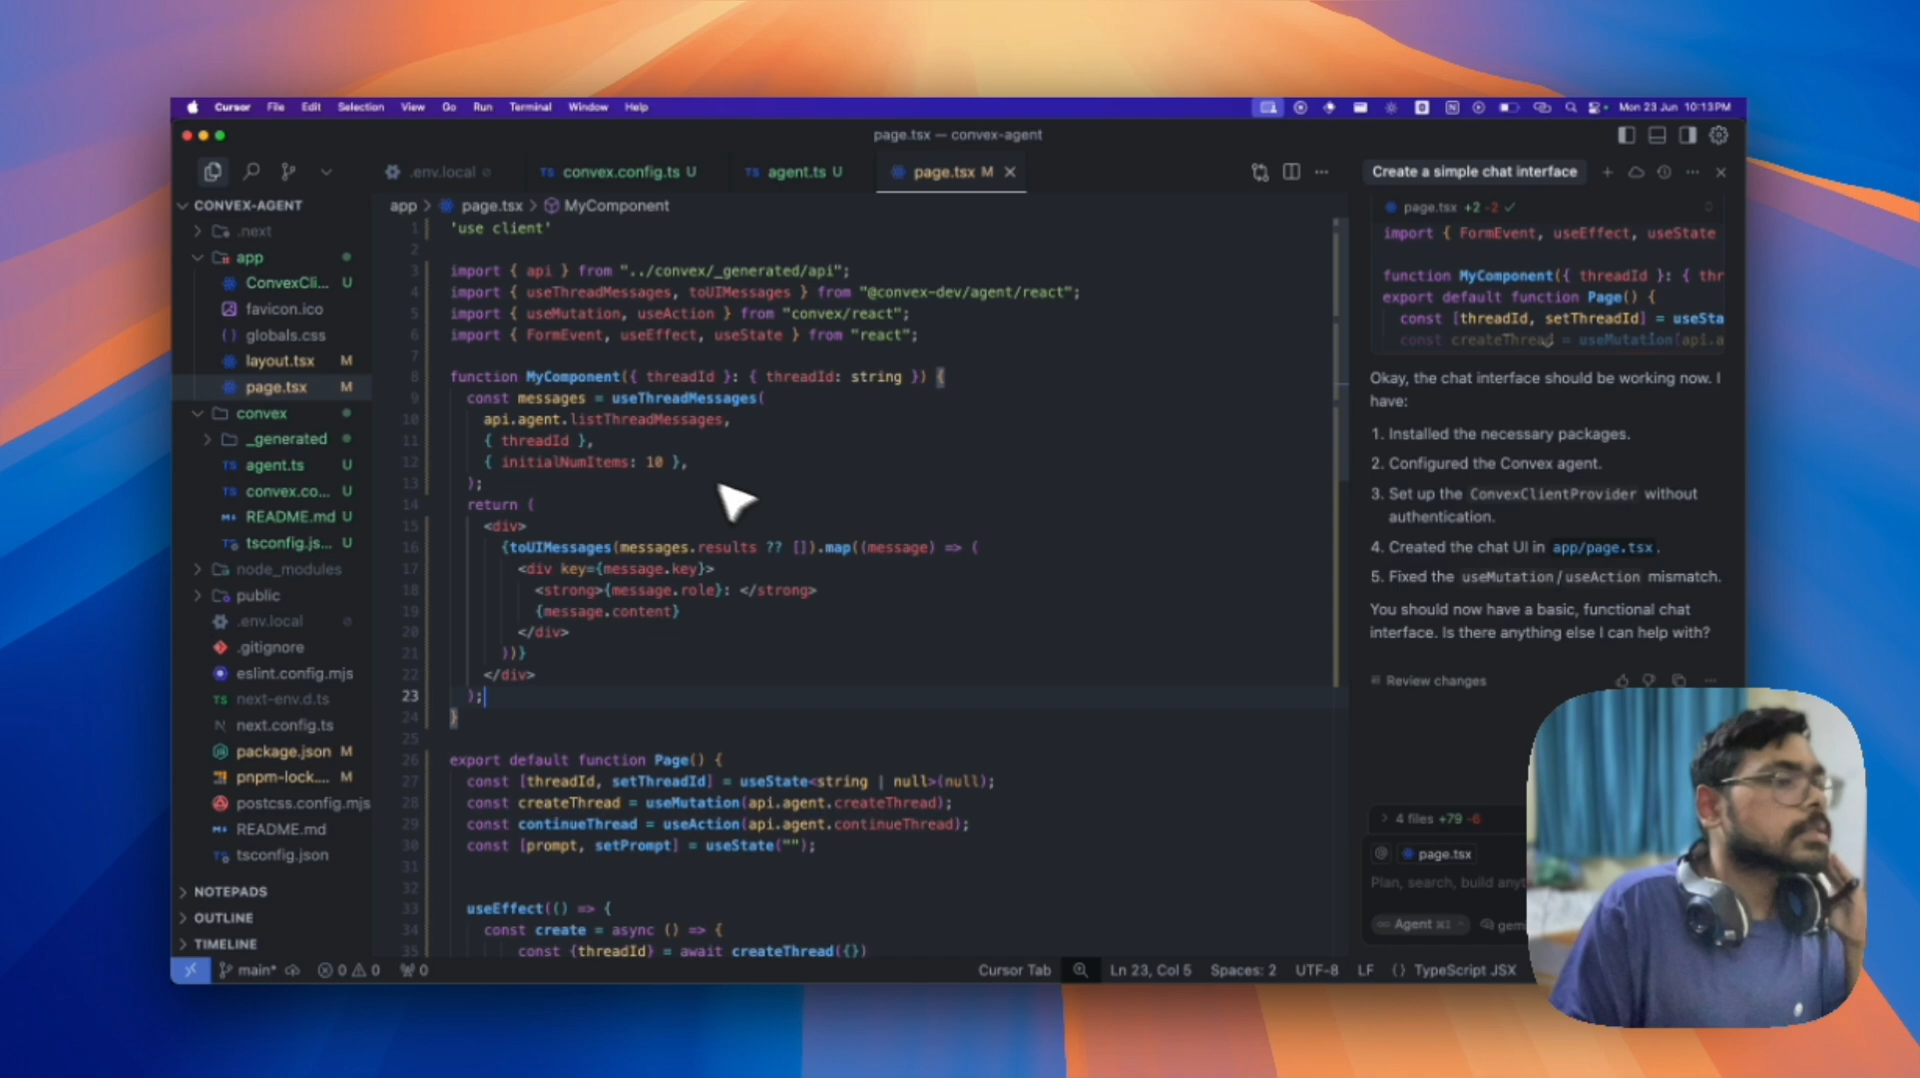 Cursor File Edit Selection View Go Run Terminal Window Help
Mon 23 Jun 10:13PM
page.tsx — convex-agent
.env.local
TS convex.config.ts U
TS agent.ts U
page.tsx M
CONVEX-AGENT
.next
app
ConvexCli... U
favicon.ico
globals.css
layout.tsx M
page.tsx M
convex
_generated
TS agent.ts U
TS convex.co... U
README.md U
tsconfig.js... U
node_modules
public
.env.local
.gitignore
eslint.config.mjs
TS next-env.d.ts
next.config.ts
package.json M
pnpm-lock.... M
postcss.config.mjs
README.md
tsconfig.json
NOTEPADS
OUTLINE
TIMELINE
app > page.tsx > MyComponent
1 'use client'
2
3 import { api } from "../convex/_generated/api";
4 import { useThreadMessages, toUIMessages } from "@convex-dev/agent/react";
5 import { useMutation, useAction } from "convex/react";
6 import { FormEvent, useEffect, useState } from "react";
7
8 function MyComponent({ threadId }: { threadId: string }) {
9 const messages = useThreadMessages(
10 api.agent.listThreadMessages,
11 { threadId },
12 { initialNumItems: 10 },
13 );
14 return (
15 <div>
16 {toUIMessages(messages.results ?? []).map((message) => (
17 <div key={message.key}>
18 <strong>{message.role}: </strong>
19 {message.content}
20 </div>
21 ))}
22 </div>
23 );
24 }
25
26 export default function Page() {
27 const [threadId, setThreadId] = useState<string | null>(null);
28 const createThread = useMutation(api.agent.createThread);
29 const continueThread = useAction(api.agent.continueThread);
30 const [prompt, setPrompt] = useState("");
31
32
33 useEffect(() => {
34 const create = async () => {
35 const {threadId} = await createThread({})
Create a simple chat interface
page.tsx +2 -2
import { FormEvent, useEffect, useState
function MyComponent({ threadId }: { thr
export default function Page() {
const [threadId, setThreadId] = useSta
const createThread = useMutation(api.a
Okay, the chat interface should be working now. I
have:
1. Installed the necessary packages.
2. Configured the Convex agent.
3. Set up the ConvexClientProvider without
authentication.
4. Created the chat UI in app/page.tsx.
5. Fixed the useMutation/useAction mismatch.
You should now have a basic, functional chat
interface. Is there anything else I can help with?
Review changes
4 files +79 -6
@ page.tsx
Plan, search, build anyt
Agent ⌘I gem
main* 0 0 0
Cursor Tab Ln 23, Col 5 Spaces: 2 UTF-8 LF {} TypeScript JSX